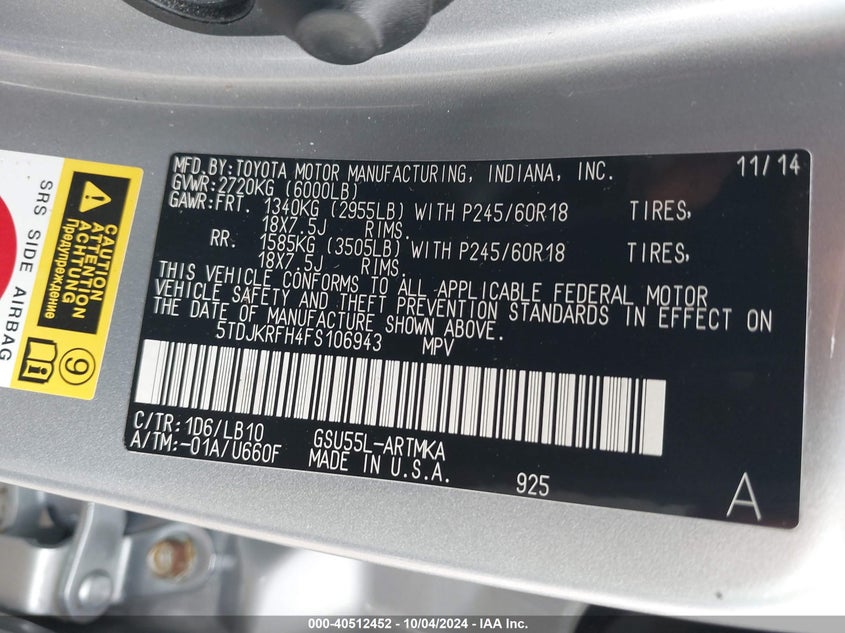 MFD.BY:TOYOTA MOTOR MANUFACTURING, INDIANA, INC. 11/14
GVWR:2720KG (6000LB)
GAWR:FRT. 1340KG (2955LB) WITH P245/60R18 TIRES,
18X7.5J RIMS.
RR. 1585KG (3505LB) WITH P245/60R18 TIRES,
18X7.5J RIMS.
THIS VEHICLE CONFORMS TO ALL APPLICABLE FEDERAL MOTOR
VEHICLE SAFETY AND THEFT PREVENTION STANDARDS IN EFFECT ON
THE DATE OF MANUFACTURE SHOWN ABOVE.
5TDJKRFH4FS106943 MPV
C/TR:1D6/LB10 GSU55L-ARTMKA
A/TM:-01A/U660F MADE IN U.S.A. 925
A
SRS SIDE AIRBAG
CAUTION
ATTENTION
ACHTUNG
Предупреждение
9
000-40512452 - 10/04/2024 - IAA Inc.